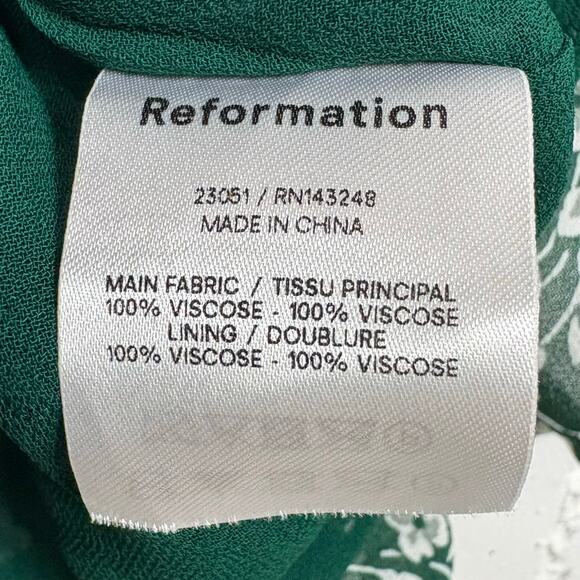 Reformation
23051 / RN143248
MADE IN CHINA
MAIN FABRIC / TISSU PRINCIPAL
100% VISCOSE - 100% VISCOSE
LINING / DOUBLURE
100% VISCOSE - 100% VISCOSE